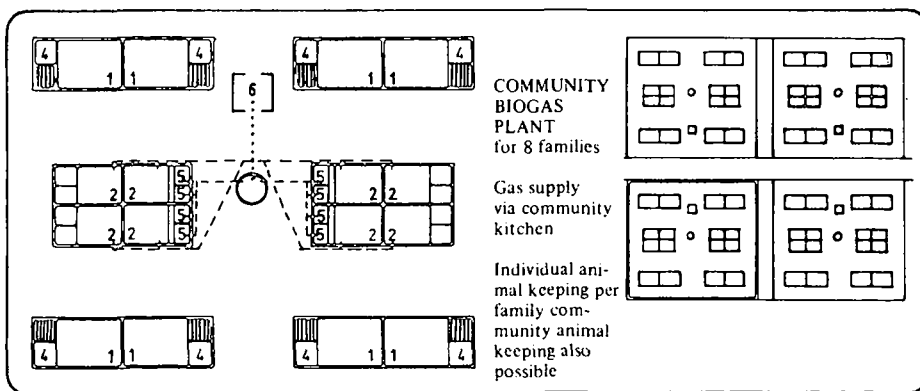 4 1 1 4 4 1 1 4
6
5 5
2 2 5 5 2 2
5 5
2 2 5 5 2 2
4 1 1 4 4 1 1 4
COMMUNITY
BIOGAS
PLANT
for 8 families
Gas supply
via community
kitchen
Individual ani-
mal keeping per
family com-
munity animal
keeping also
possible